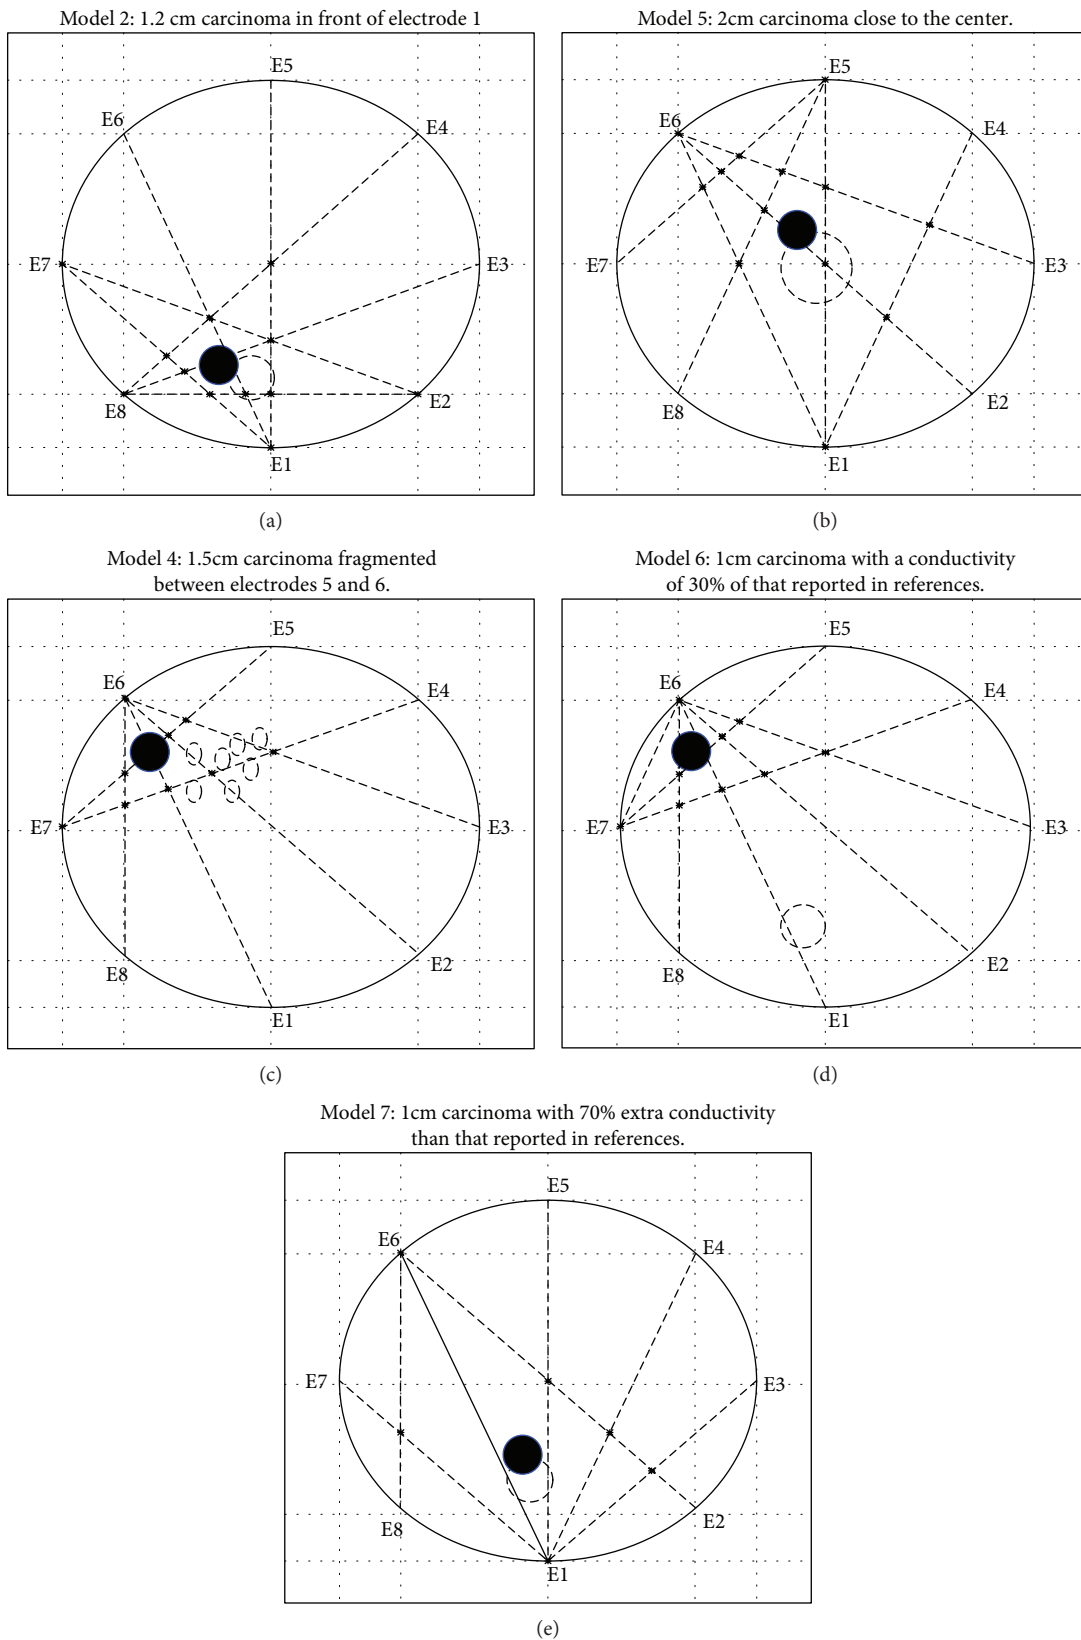 Model 2: 1.2 cm carcinoma in front of electrode 1
E5
E6
E4
E7
E3
E8
E2
E1
(a)
Model 5: 2cm carcinoma close to the center.
E5
E6
E4
E7
E3
E8
E2
E1
(b)
Model 4: 1.5cm carcinoma fragmented
between electrodes 5 and 6.
E5
E6
E4
E7
E3
E8
E2
E1
(c)
Model 6: 1cm carcinoma with a conductivity
of 30% of that reported in references.
E5
E6
E4
E7
E3
E8
E2
E1
(d)
Model 7: 1cm carcinoma with 70% extra conductivity
than that reported in references.
E5
E6
E4
E7
E3
E8
E2
E1
(e)